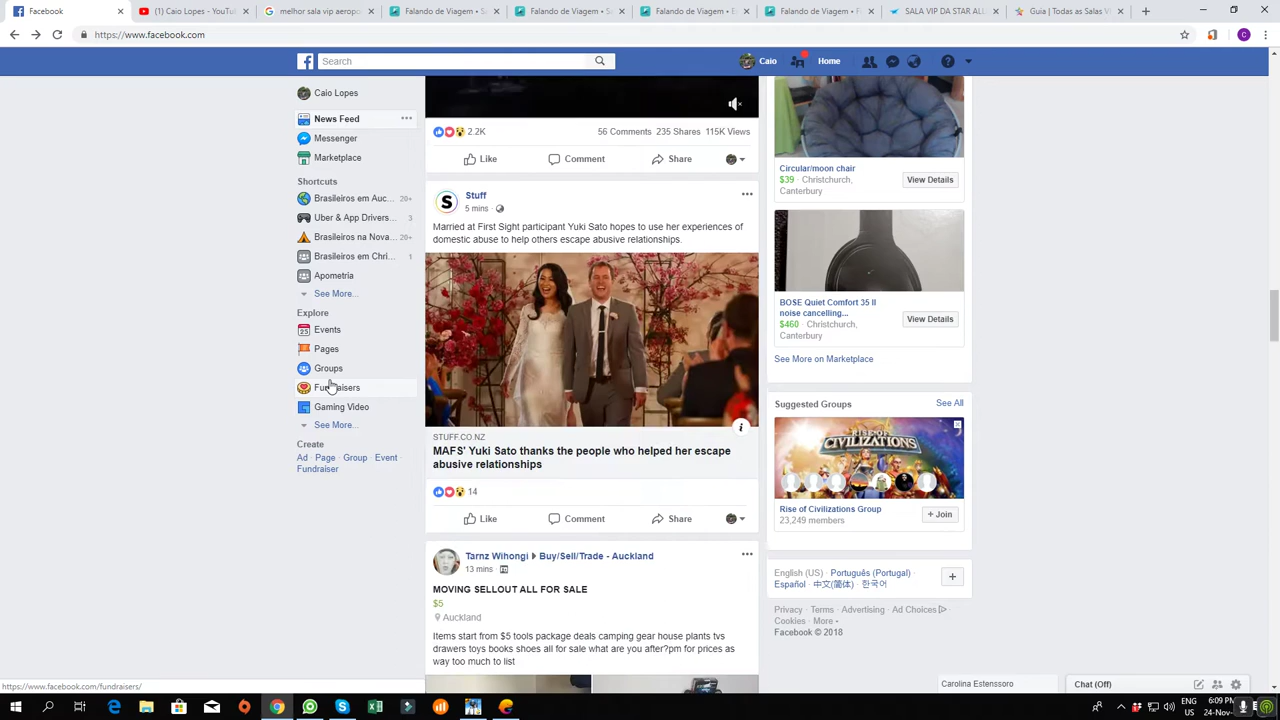 Facebook
Caio Lopes - YouTu
melhor sala vip aeropo
Falando de Viagem » S
Falando de Viagem » S
Falando de Viagem » E
Falando de Viagem » F
SALA VIP DA STAR ALL
Guia | Todas as Salas V
https://www.facebook.com
C
Search
Caio
Home
Caio Lopes
News Feed
Messenger
Marketplace
Shortcuts
Brasileiros em Auc... 20+
Uber & App Drivers... 3
Brasileiros na Nova... 20+
Brasileiros em Chri... 1
Apometria
See More...
Explore
Events
Pages
Groups
Fundraisers
Gaming Video
See More...
Create
Ad Page Group Event
Fundraiser
2.2K
56 Comments 235 Shares 115K Views
Like Comment Share
S
Stuff
5 mins ·
Married at First Sight participant Yuki Sato hopes to use her experiences of
domestic abuse to help others escape abusive relationships.
STUFF.CO.NZ
MAFS' Yuki Sato thanks the people who helped her escape
abusive relationships
14
Like Comment Share
Tarnz Wihongi Buy/Sell/Trade - Auckland
13 mins ·
MOVING SELLOUT ALL FOR SALE
$5
Auckland
Items start from $5 tools package deals camping gear house plants tvs
drawers toys books shoes all for sale what are you after?pm for prices as
way too much to list
Circular/moon chair
$39 · Christchurch,
Canterbury
View Details
BOSE Quiet Comfort 35 II
noise cancelling...
$460 · Christchurch,
Canterbury
View Details
See More on Marketplace
Suggested Groups
See All
RISE OF
CIVILIZATIONS
Rise of Civilizations Group
23,249 members
+ Join
English (US) · Português (Portugal) ·
Español · 中文(简体) · 한국어
Privacy · Terms · Advertising · Ad Choices
Cookies · More
Facebook © 2018
https://www.facebook.com/fundraisers/
Carolina Estenssoro
Chat (Off)
ENG
US
6:09 PM
24-Nov-